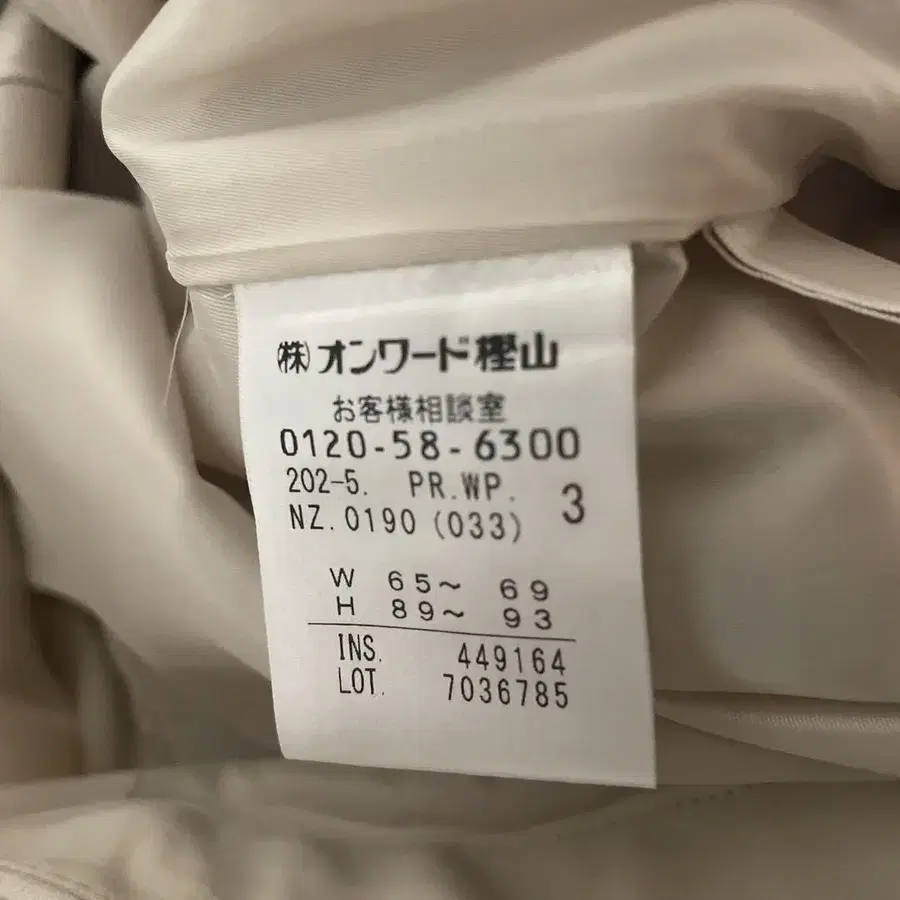 ㈱オンワード樫山
お客様相談室
0120-58-6300
202-5. PR.WP. 3
NZ.0190 (033)
W 65～ 69
H 89～ 93
INS. 449164
LOT. 7036785